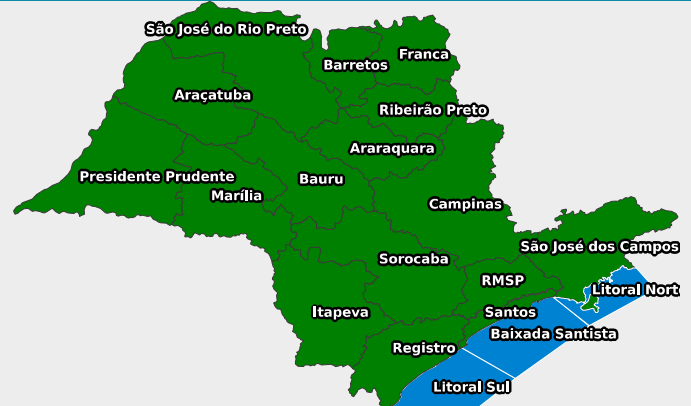 São José do Rio Preto
Franca
Barretos
Araçatuba
Ribeirão Preto
Araraquara
Presidente Prudente
Bauru
Marília
Campinas
São José dos Campos
Sorocaba
RMSP
Litoral Nort
Itapeva
Santos
Baixada Santista
Registro
Litoral Sul